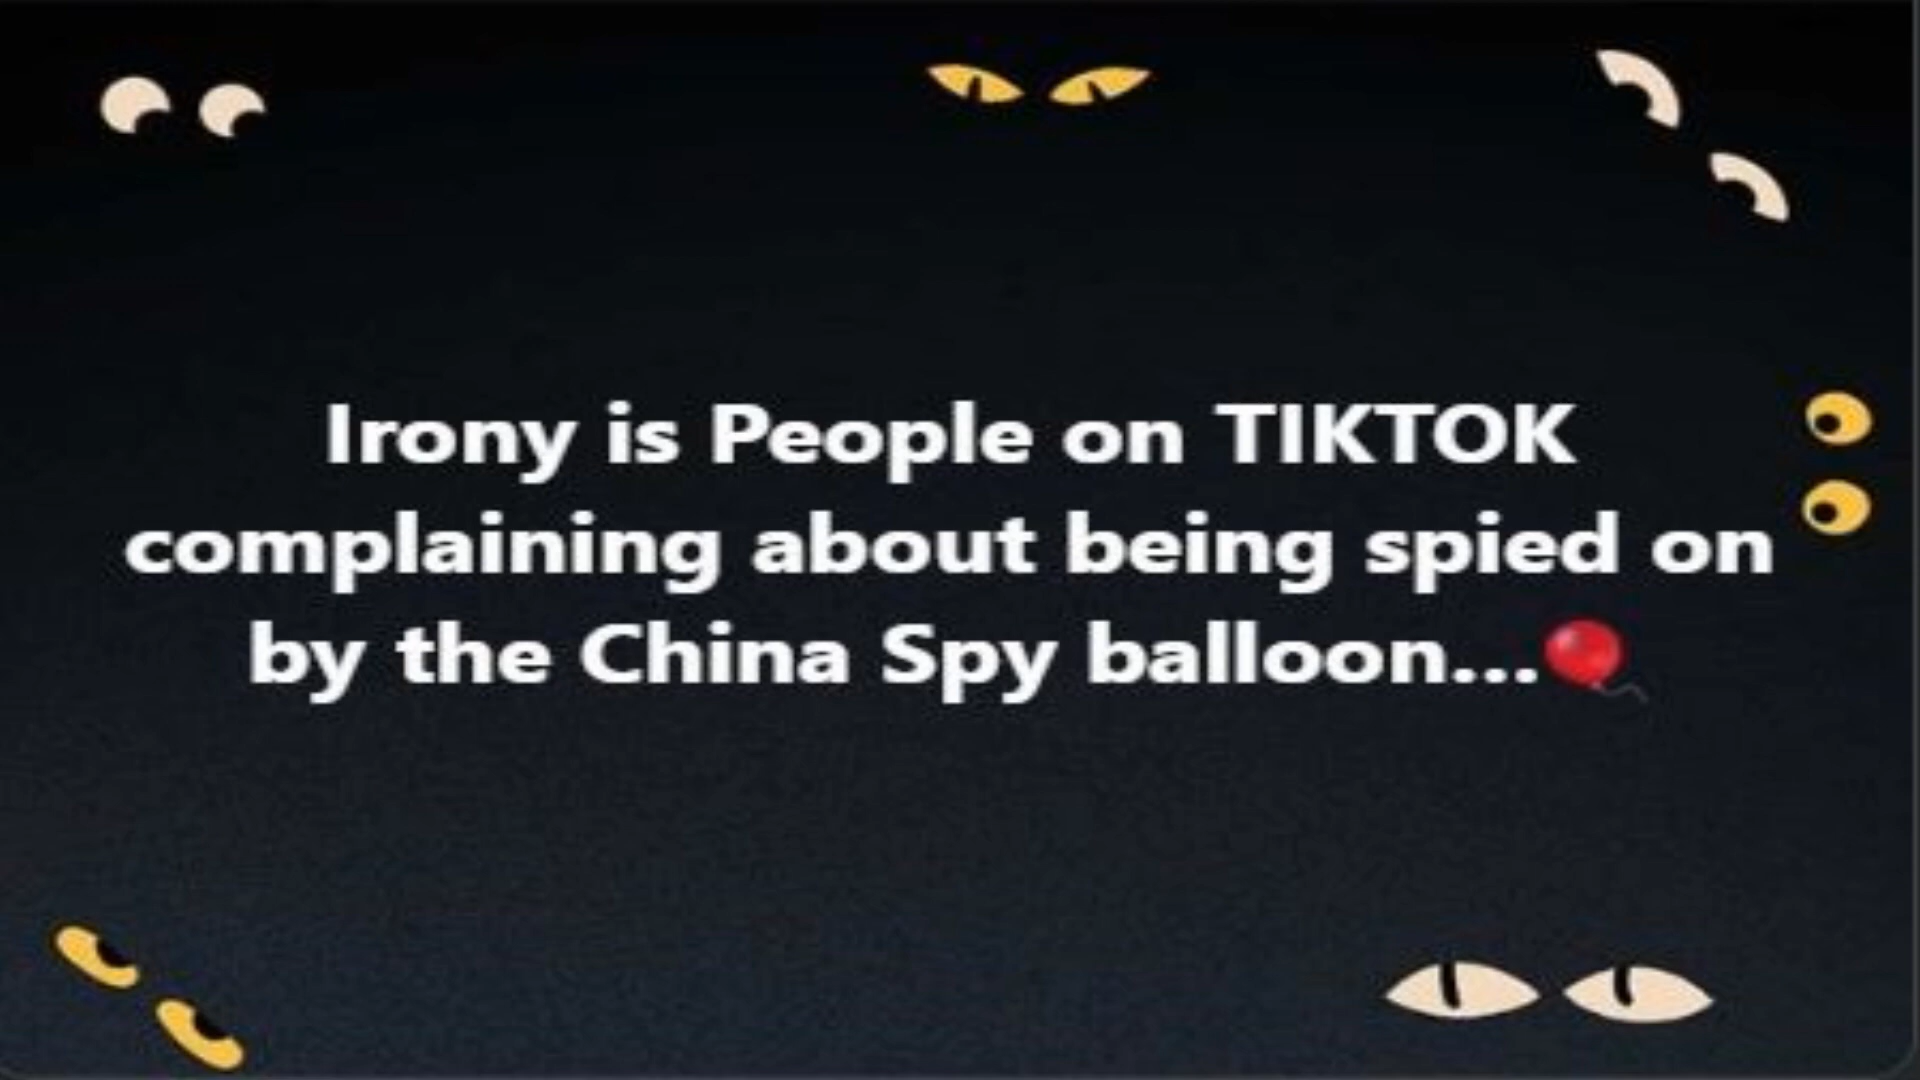 Irony is People on TIKTOK
complaining about being spied on
by the China Spy balloon...🎈